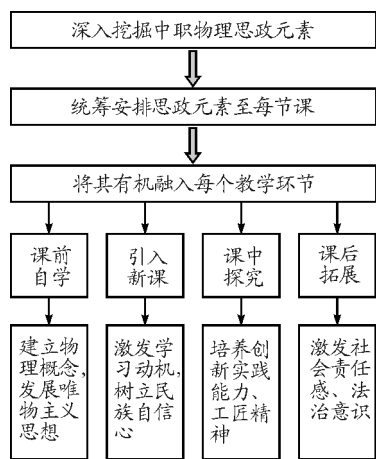 深入挖掘中职物理思政元素
统筹安排思政元素至每节课
将其有机融入每个教学环节
课前
自学
引入
新课
课中
探究
课后
拓展
建立物
理概念,
发展唯
物主义
思想
激发学
习动机,
树立民
族自信
心
培养创
新实践
能力、
工匠精
神
激发社
会责任
感、法
治意识